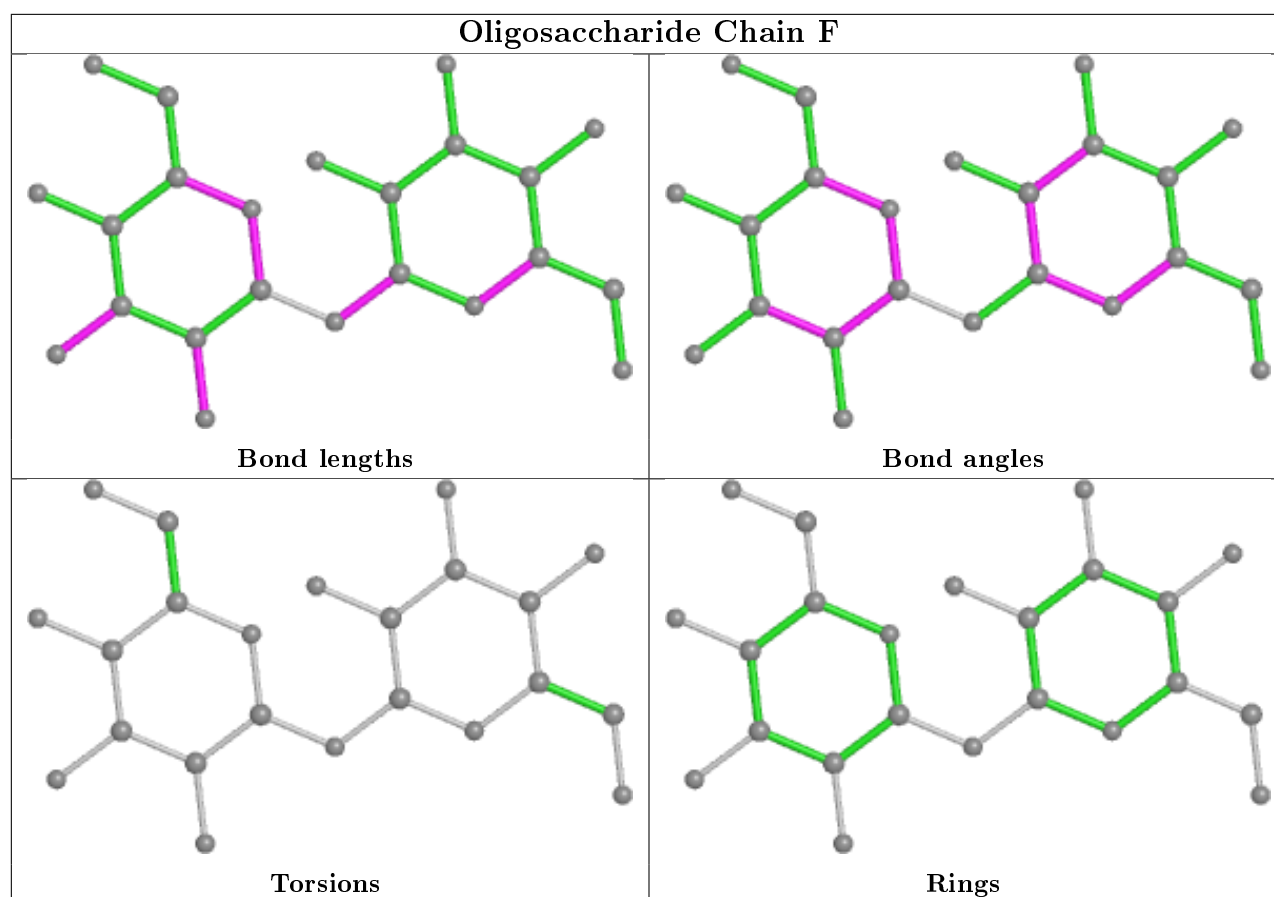 Oligosaccharide Chain F
Bond lengths
Bond angles
Torsions
Rings